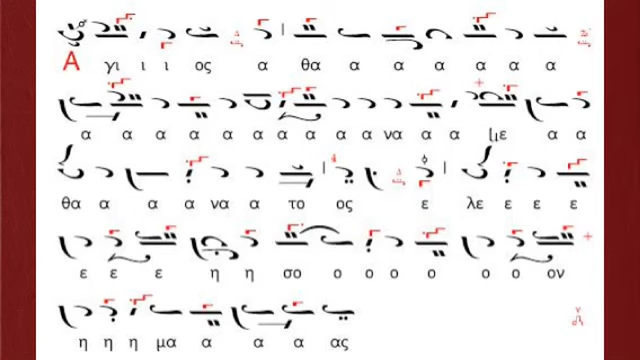 Α γι ι ι ος α θα α α α α α α
α α α α α α α α α α να α α με α α
θα α α α να α το ος ε λε ε ε ε
ε ε ε η η σο ο ο ο ο ο ο ον
η η η μα α α α ας